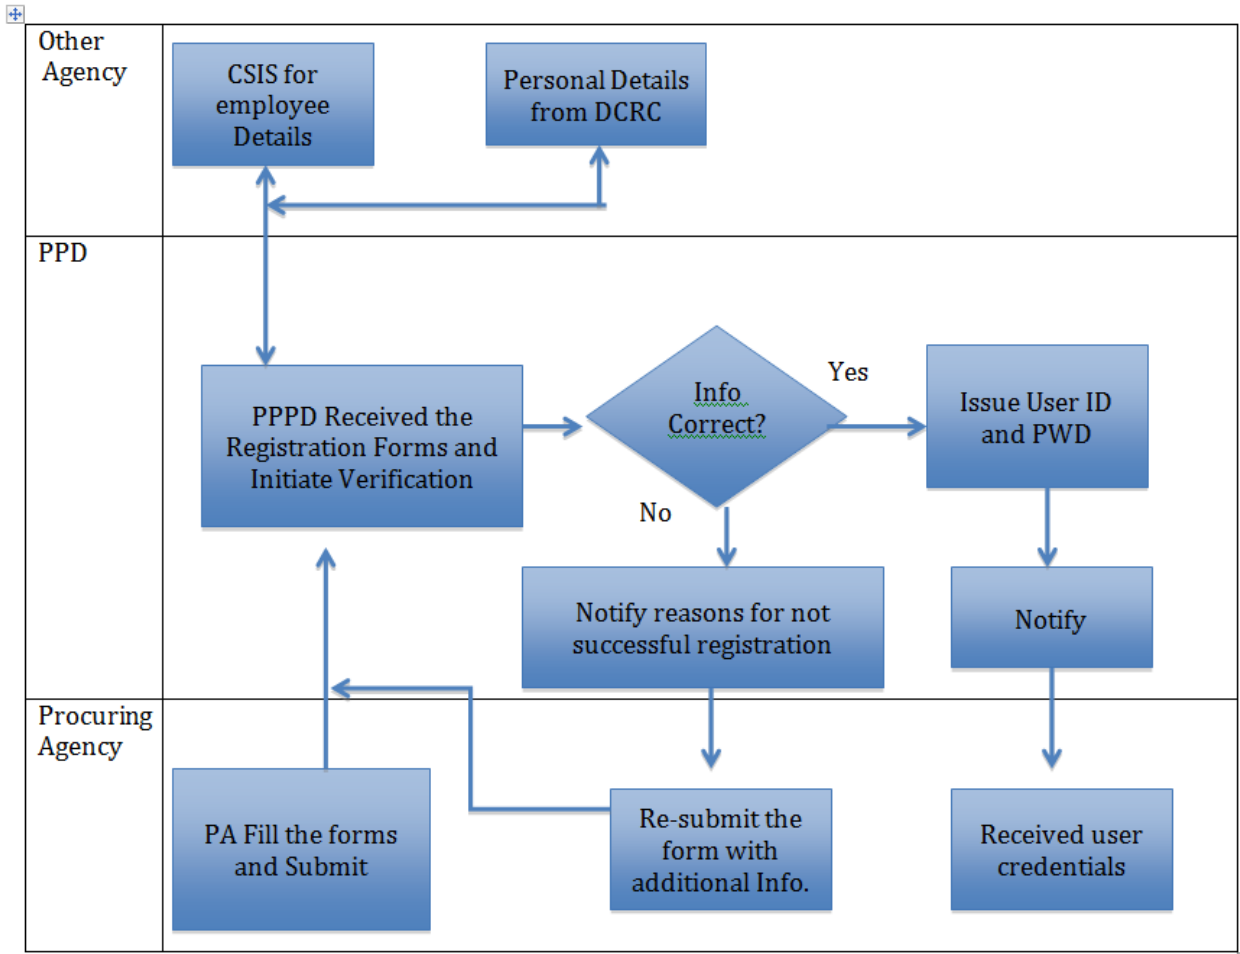 Other
Agency
CSIS for
employee
Details
Personal Details
from DCRC
PPD
PPPD Received the
Registration Forms and
Initiate Verification
Info
Correct?
Yes
No
Issue User ID
and PWD
Notify reasons for not
successful registration
Notify
Procuring
Agency
PA Fill the forms
and Submit
Re-submit the
form with
additional Info.
Received user
credentials